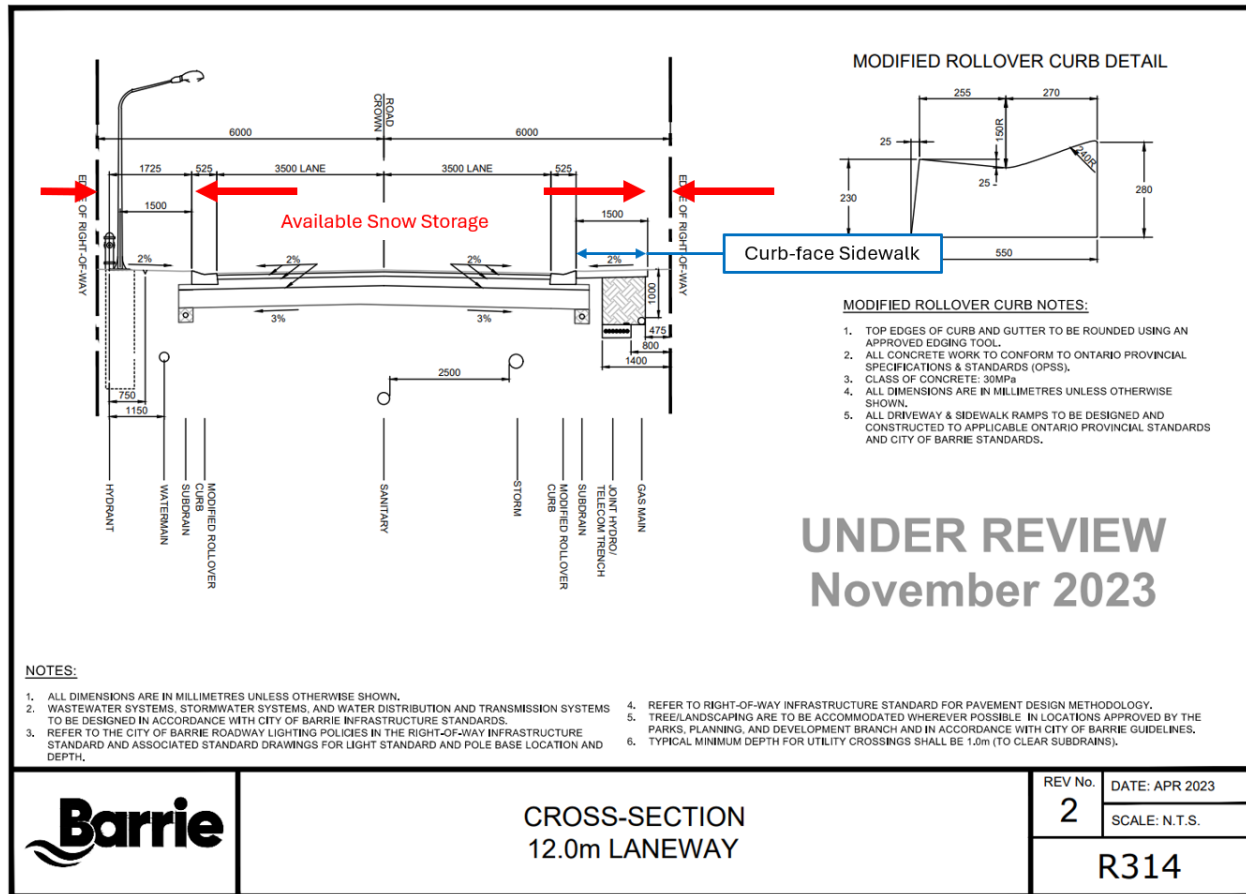 MODIFIED ROLLOVER CURB DETAIL
255
270
25
150R
240R
25
230
280
550
ROAD
CROWN
6000
6000
EDGE OF RIGHT-OF-WAY
EDGE OF RIGHT-OF-WAY
1725
525
3500 LANE
3500 LANE
525
1500
1500
Available Snow Storage
Curb-face Sidewalk
2%
2%
2%
2%
3%
3%
1000
475
800
1400
2500
750
1150
HYDRANT
WATERMAIN
SUBDRAIN
MODIFIED ROLLOVER
CURB
SANITARY
STORM
MODIFIED ROLLOVER
CURB
SUBDRAIN
JOINT HYDRO/
TELECOM TRENCH
GAS MAIN
MODIFIED ROLLOVER CURB NOTES:
1. TOP EDGES OF CURB AND GUTTER TO BE ROUNDED USING AN
APPROVED EDGING TOOL.
2. ALL CONCRETE WORK TO CONFORM TO ONTARIO PROVINCIAL
SPECIFICATIONS & STANDARDS (OPSS).
3. CLASS OF CONCRETE: 30MPa
4. ALL DIMENSIONS ARE IN MILLIMETRES UNLESS OTHERWISE
SHOWN.
5. ALL DRIVEWAY & SIDEWALK RAMPS TO BE DESIGNED AND
CONSTRUCTED TO APPLICABLE ONTARIO PROVINCIAL STANDARDS
AND CITY OF BARRIE STANDARDS.
UNDER REVIEW
November 2023
NOTES:
1. ALL DIMENSIONS ARE IN MILLIMETRES UNLESS OTHERWISE SHOWN.
2. WASTEWATER SYSTEMS, STORMWATER SYSTEMS, AND WATER DISTRIBUTION AND TRANSMISSION SYSTEMS
TO BE DESIGNED IN ACCORDANCE WITH CITY OF BARRIE INFRASTRUCTURE STANDARDS.
3. REFER TO THE CITY OF BARRIE ROADWAY LIGHTING POLICIES IN THE RIGHT-OF-WAY INFRASTRUCTURE
STANDARD AND ASSOCIATED STANDARD DRAWINGS FOR LIGHT STANDARD AND POLE BASE LOCATION AND
DEPTH.
4. REFER TO RIGHT-OF-WAY INFRASTRUCTURE STANDARD FOR PAVEMENT DESIGN METHODOLOGY.
5. TREE/LANDSCAPING ARE TO BE ACCOMMODATED WHEREVER POSSIBLE IN LOCATIONS APPROVED BY THE
PARKS, PLANNING, AND DEVELOPMENT BRANCH AND IN ACCORDANCE WITH CITY OF BARRIE GUIDELINES.
6. TYPICAL MINIMUM DEPTH FOR UTILITY CROSSINGS SHALL BE 1.0m (TO CLEAR SUBDRAINS).
Barrie
CROSS-SECTION
12.0m LANEWAY
REV No.
2
DATE: APR 2023
SCALE: N.T.S.
R314